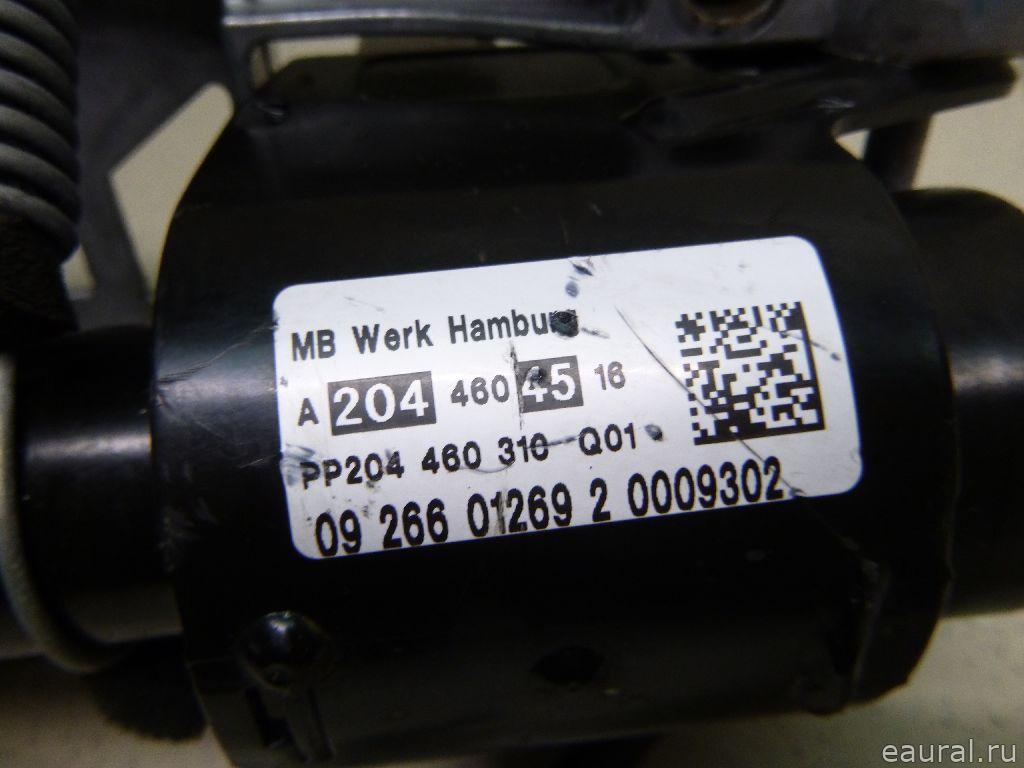 MB Werk Hamburg
A 204 460 45 16
PP204 460 310 Q01
09 266 01269 2 0009302
eaural.ru